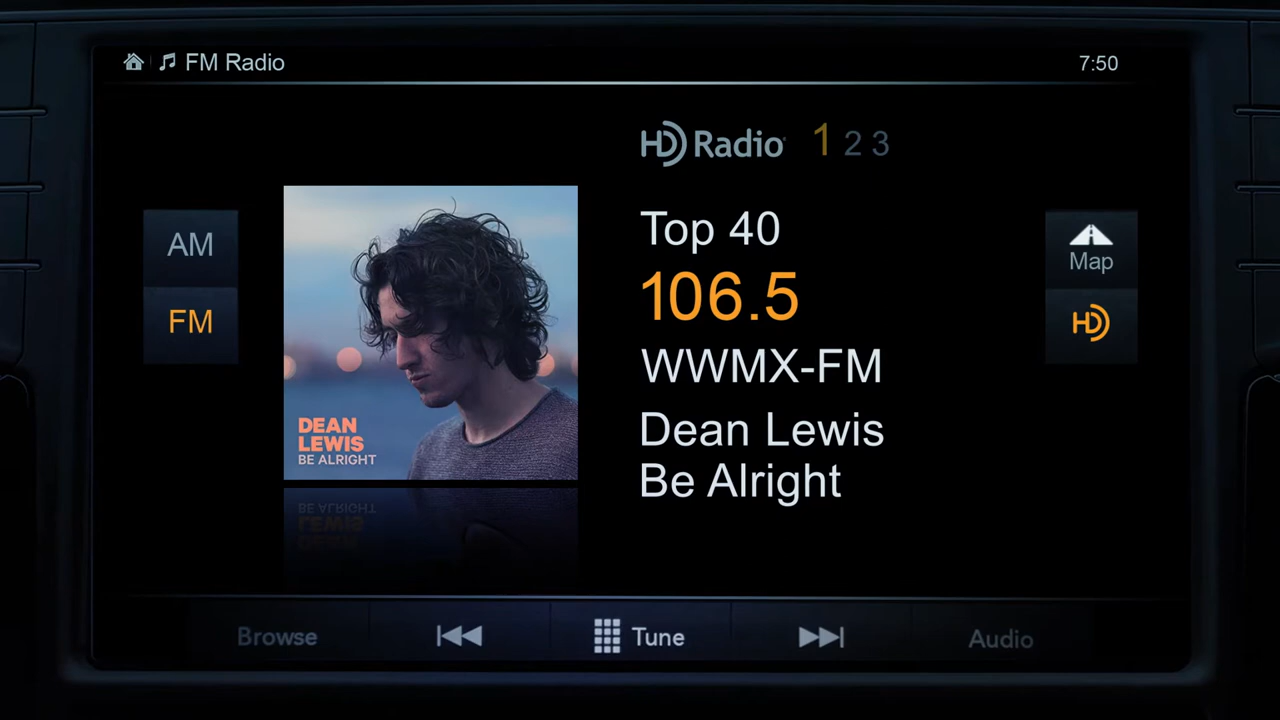 FM Radio
7:50
HD Radio 1 2 3
AM
FM
DEAN
LEWIS
BE ALRIGHT
Top 40
106.5
WWMX-FM
Dean Lewis
Be Alright
Map
HD
Browse
Tune
Audio